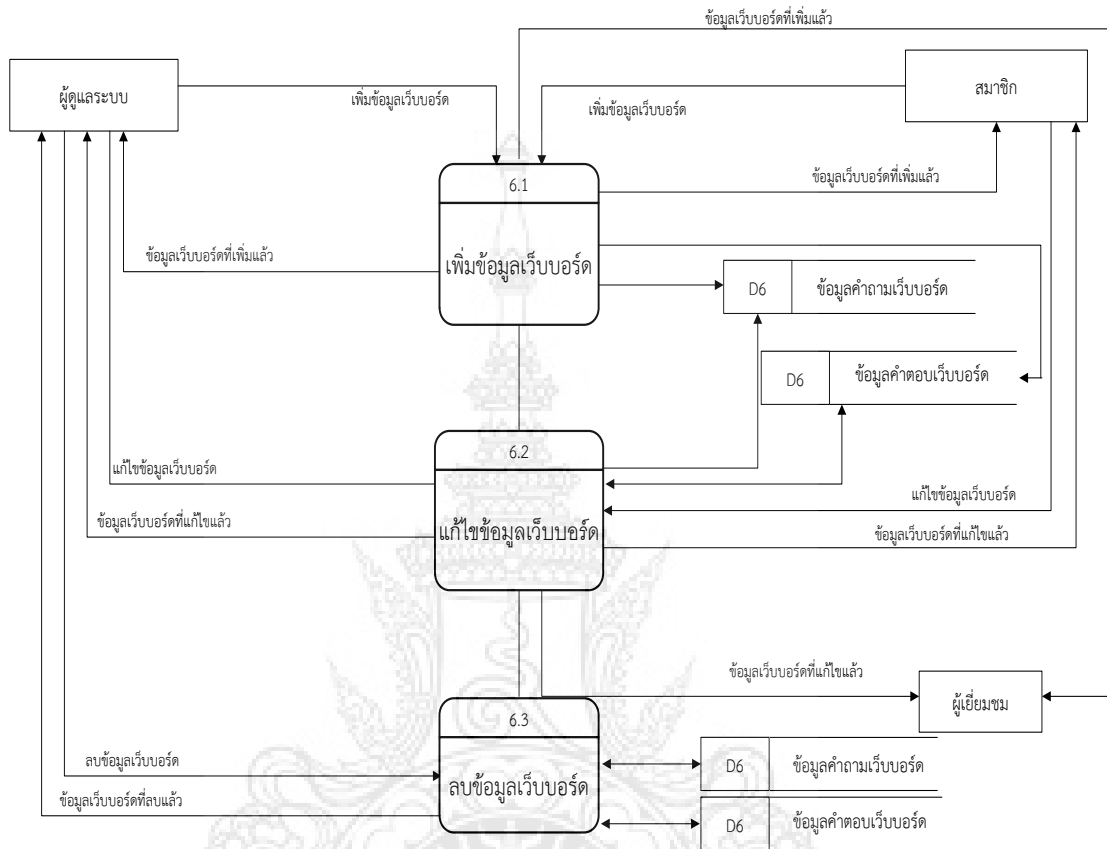 ข้อมูลเว็บบอร์ดที่เพิ่มแล้ว
ผู้ดูแลระบบ
สมาชิก
เพิ่มข้อมูลเว็บบอร์ด
เพิ่มข้อมูลเว็บบอร์ด
6.1
ข้อมูลเว็บบอร์ดที่เพิ่มแล้ว
ข้อมูลเว็บบอร์ดที่เพิ่มแล้ว
เพิ่มข้อมูลเว็บบอร์ด
D6
ข้อมูลคำถามเว็บบอร์ด
D6
ข้อมูลคำตอบเว็บบอร์ด
6.2
แก้ไขข้อมูลเว็บบอร์ด
แก้ไขข้อมูลเว็บบอร์ด
ข้อมูลเว็บบอร์ดที่แก้ไขแล้ว
แก้ไขข้อมูลเว็บบอร์ด
ข้อมูลเว็บบอร์ดที่แก้ไขแล้ว
ข้อมูลเว็บบอร์ดที่แก้ไขแล้ว
ผู้เยี่ยมชม
6.3
ลบข้อมูลเว็บบอร์ด
D6
ข้อมูลคำถามเว็บบอร์ด
ลบข้อมูลเว็บบอร์ด
ข้อมูลเว็บบอร์ดที่ลบแล้ว
D6
ข้อมูลคำตอบเว็บบอร์ด